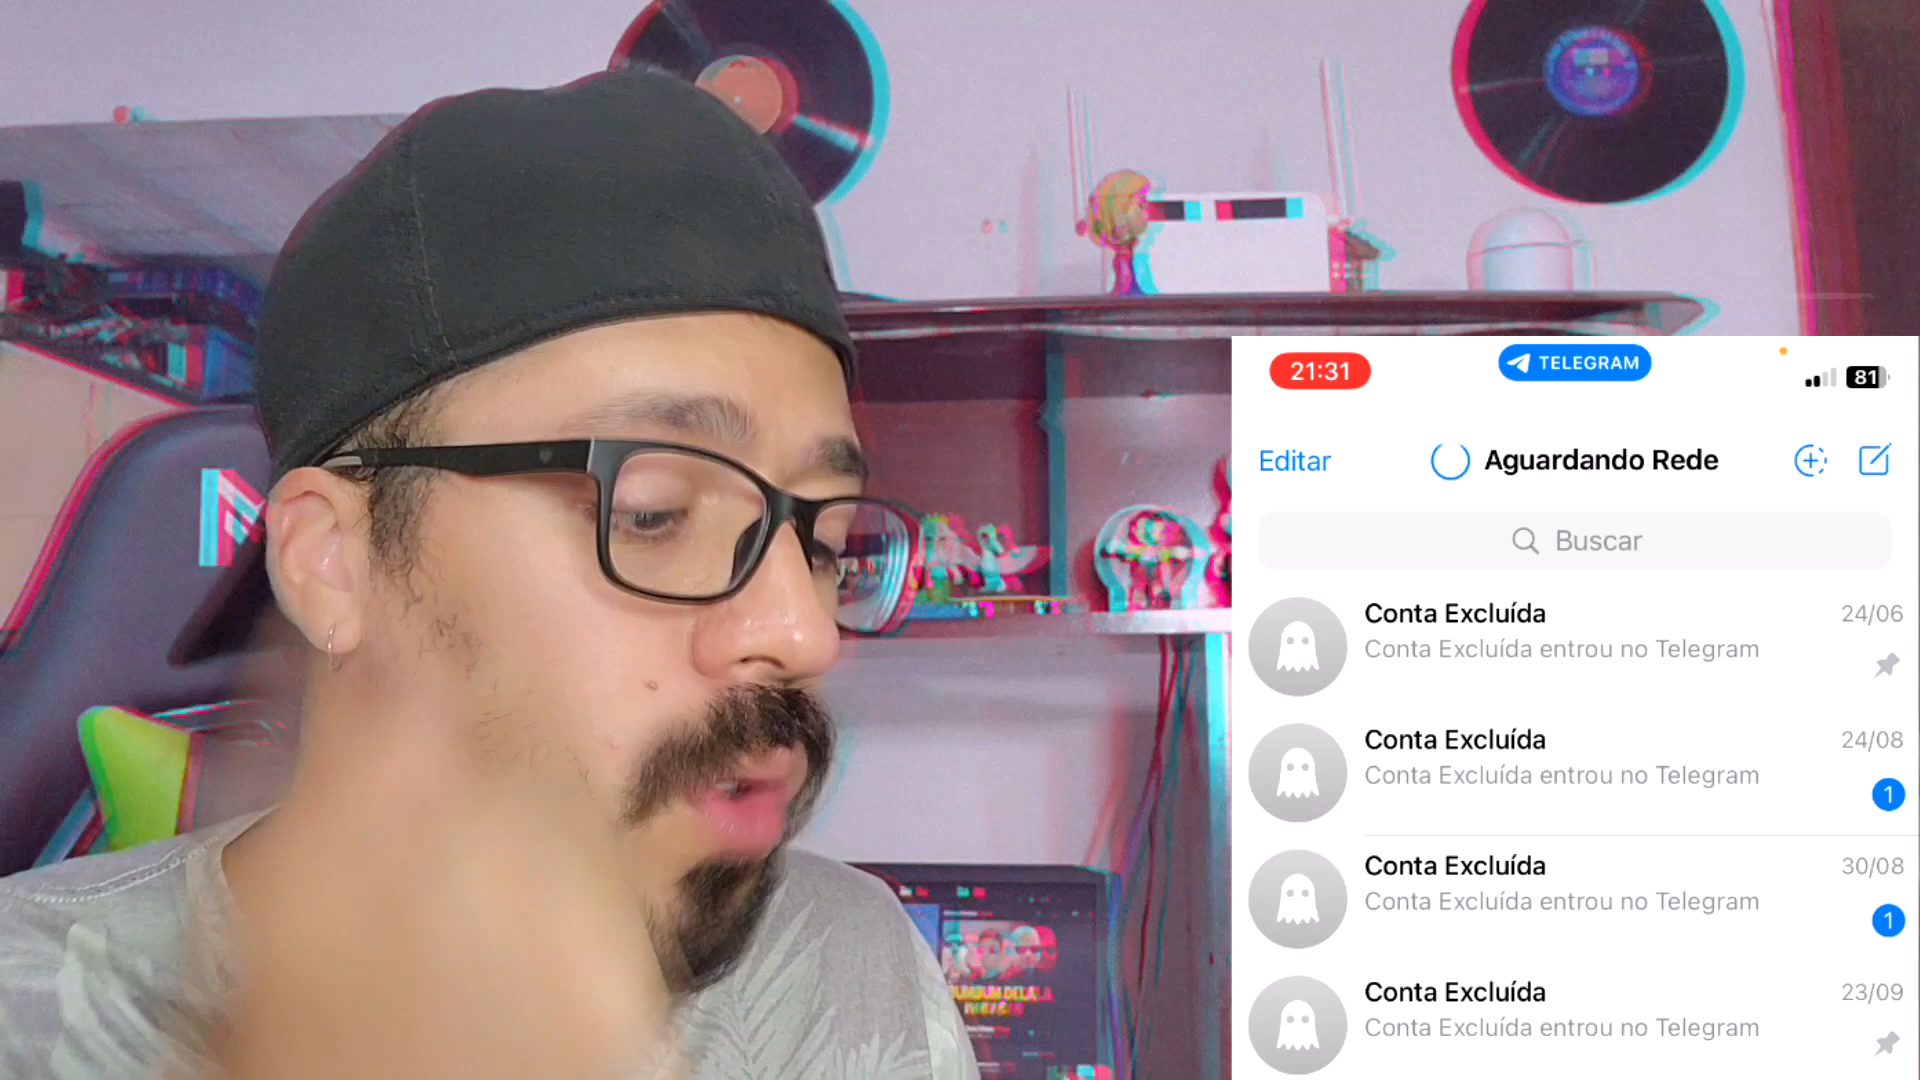 21:31
TELEGRAM
81
Editar
Aguardando Rede
Buscar
Conta Excluída
24/06
Conta Excluída entrou no Telegram
Conta Excluída
24/08
Conta Excluída entrou no Telegram
1
Conta Excluída
30/08
Conta Excluída entrou no Telegram
1
Conta Excluída
23/09
Conta Excluída entrou no Telegram